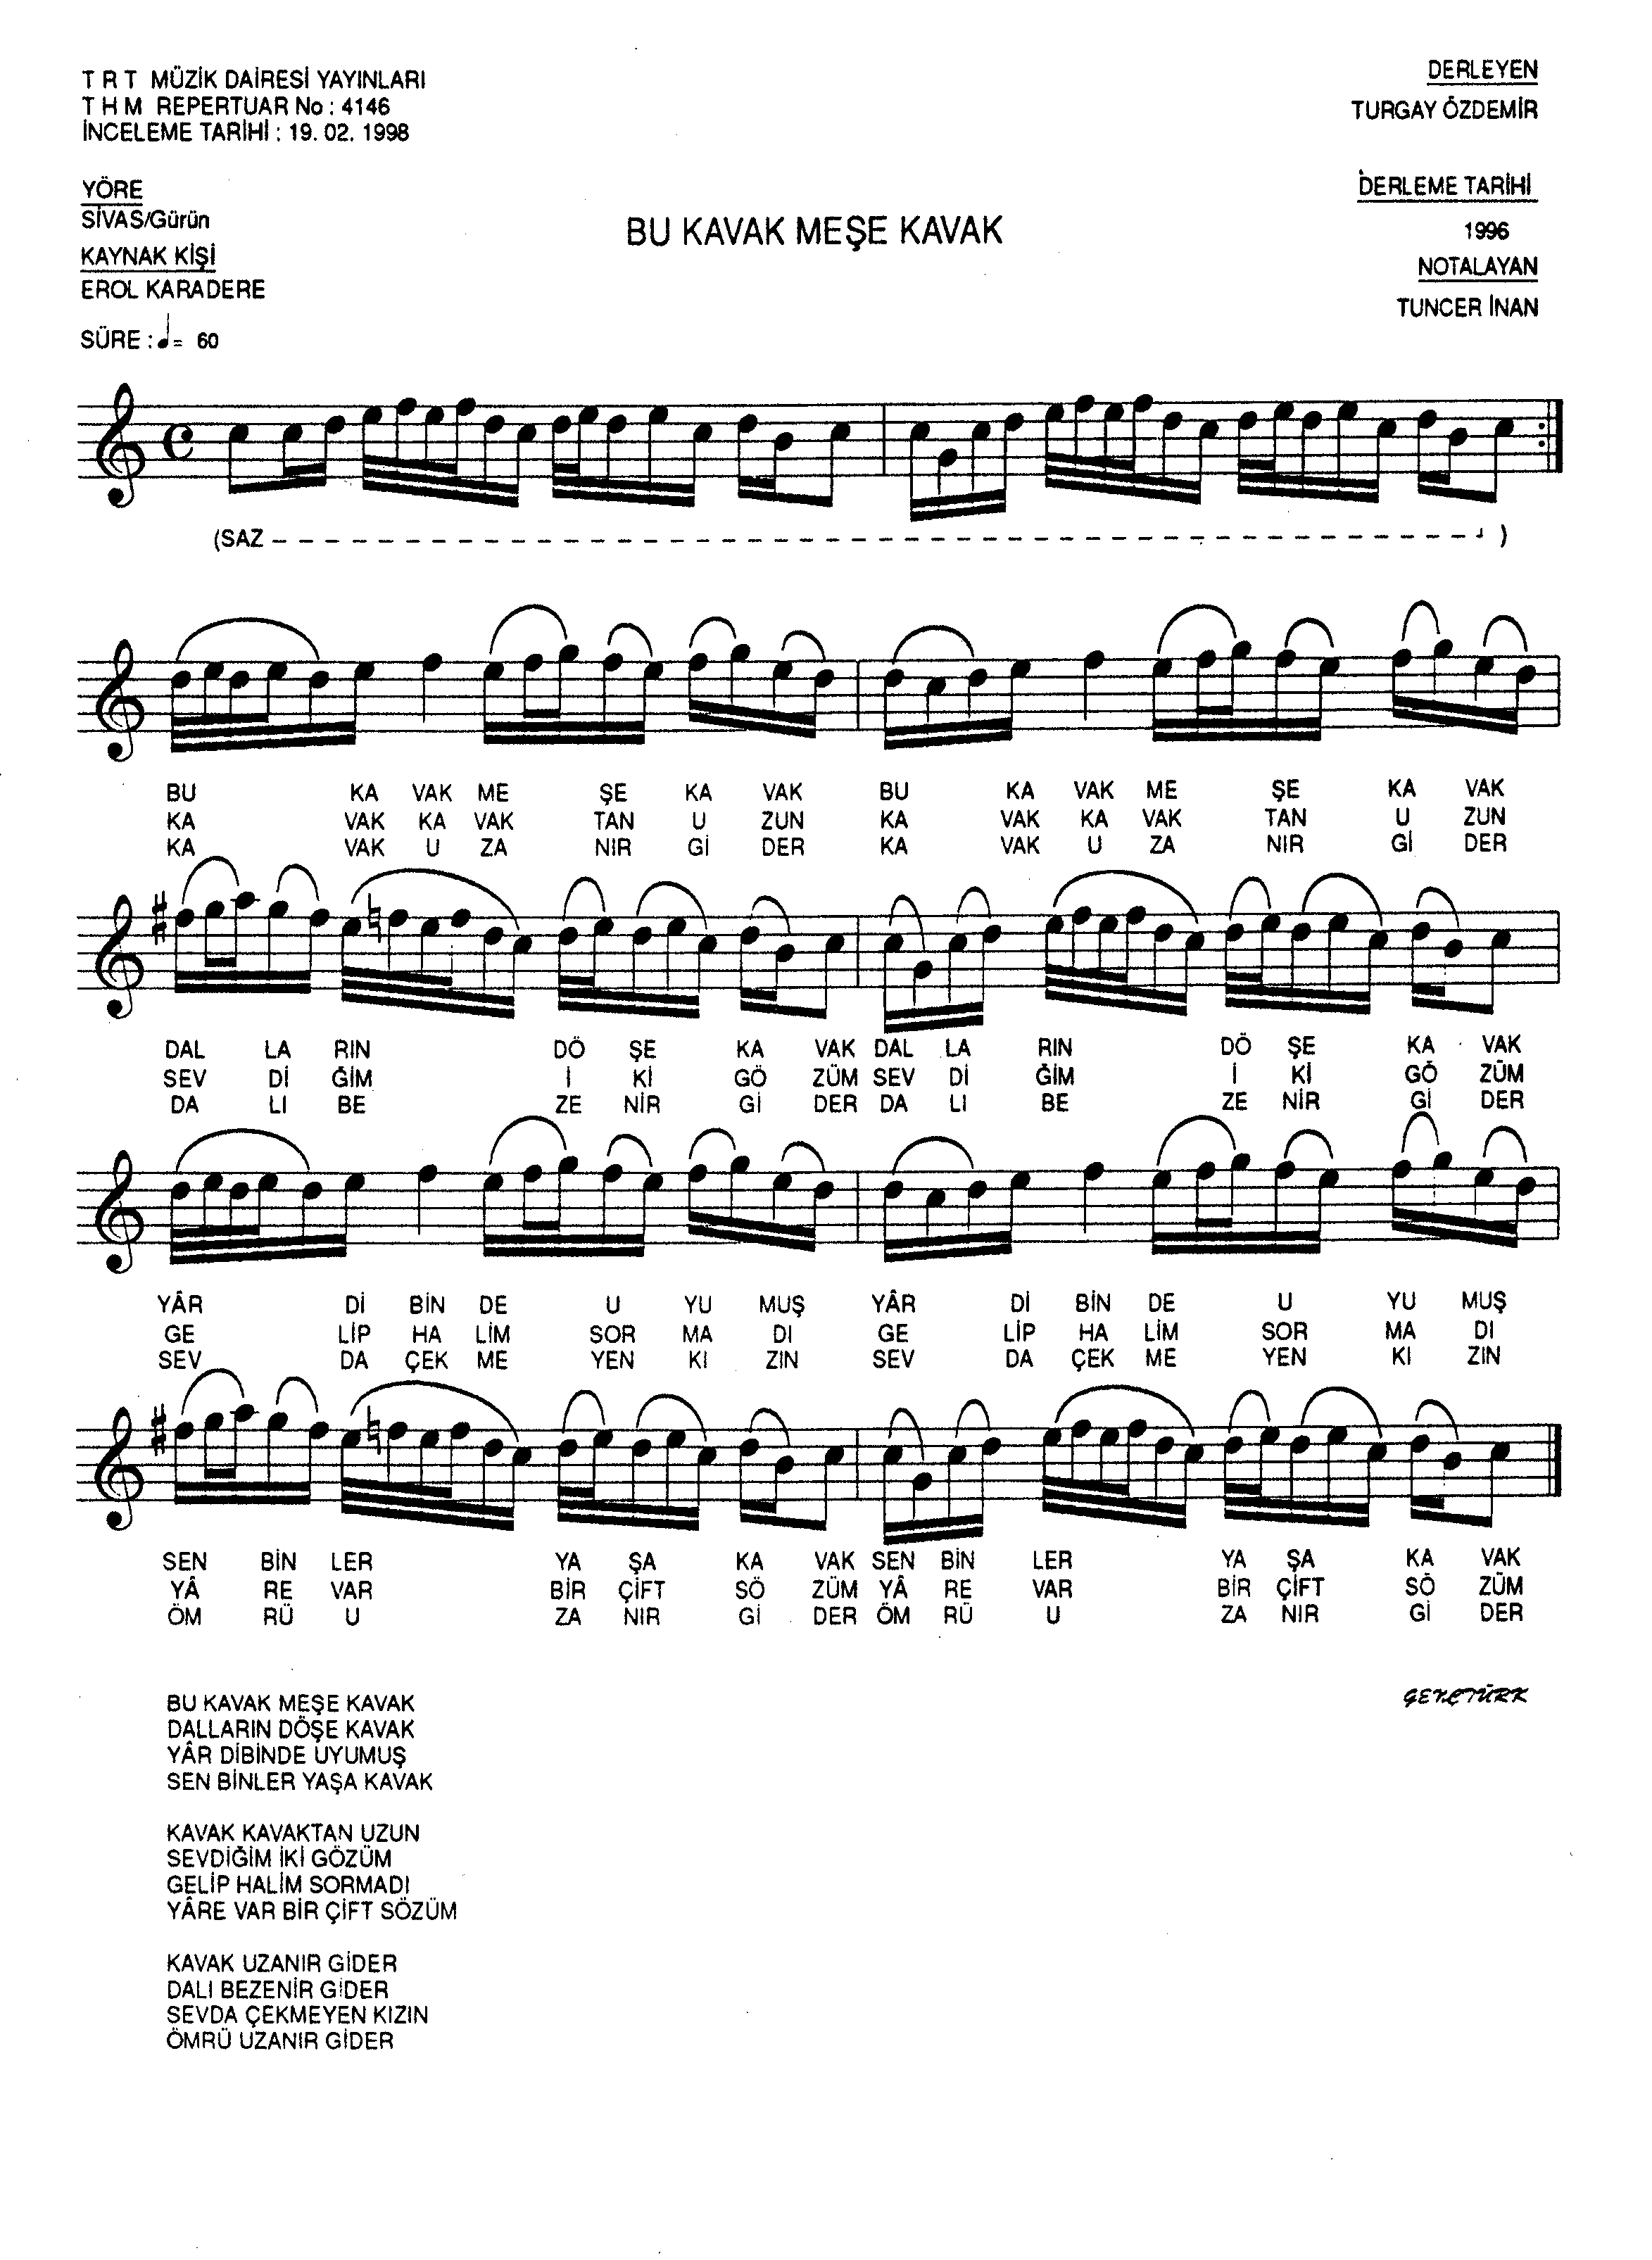 T R T MÜZİK DAİRESİ YAYINLARI
T H M REPERTUAR No : 4146
İNCELEME TARİHİ : 19. 02. 1998
DERLEYEN
TURGAY ÖZDEMİR
YÖRE
SİVAS/Gürün
KAYNAK KİŞİ
EROL KARADERE
SÜRE : ♩= 60
BU KAVAK MEŞE KAVAK
DERLEME TARİHİ
1996
NOTALAYAN
TUNCER İNAN
(SAZ - - - - - - - - - - - - - - - - - - - - )
BU KA VAK ME ŞE KA VAK BU KA VAK ME ŞE KA VAK
KA VAK KA VAK TAN U ZUN KA VAK KA VAK TAN U ZUN
KA VAK U ZA NIR Gİ DER KA VAK U ZA NIR Gİ DER
DAL LA RIN DÖ ŞE KA VAK DAL LA RIN DÖ ŞE KA VAK
SEV Dİ ĞİM İ Kİ GÖ ZÜM SEV Dİ ĞİM İ Kİ GÖ ZÜM
DA LI BE ZE NİR Gİ DER DA LI BE ZE NİR Gİ DER
YÂR Dİ BİN DE U YU MUŞ YÂR Dİ BİN DE U YU MUŞ
GE LİP HA LİM SOR MA DI GE LİP HA LİM SOR MA DI
SEV DA ÇEK ME YEN KI ZIN SEV DA ÇEK ME YEN KI ZIN
SEN BİN LER YA ŞA KA VAK SEN BİN LER YA ŞA KA VAK
YÂ RE VAR BİR ÇİFT SÖ ZÜM YÂ RE VAR BİR ÇİFT SÖ ZÜM
ÖM RÜ U ZA NIR Gİ DER ÖM RÜ U ZA NIR Gİ DER
GENÇTÜRK
BU KAVAK MEŞE KAVAK
DALLARIN DÖŞE KAVAK
YÂR DİBİNDE UYUMUŞ
SEN BİNLER YAŞA KAVAK
KAVAK KAVAKTAN UZUN
SEVDİĞİM İKİ GÖZÜM
GELİP HALİM SORMADI
YÂRE VAR BİR ÇİFT SÖZÜM
KAVAK UZANIR GİDER
DALI BEZENİR GİDER
SEVDA ÇEKMEYEN KIZIN
ÖMRÜ UZANIR GİDER